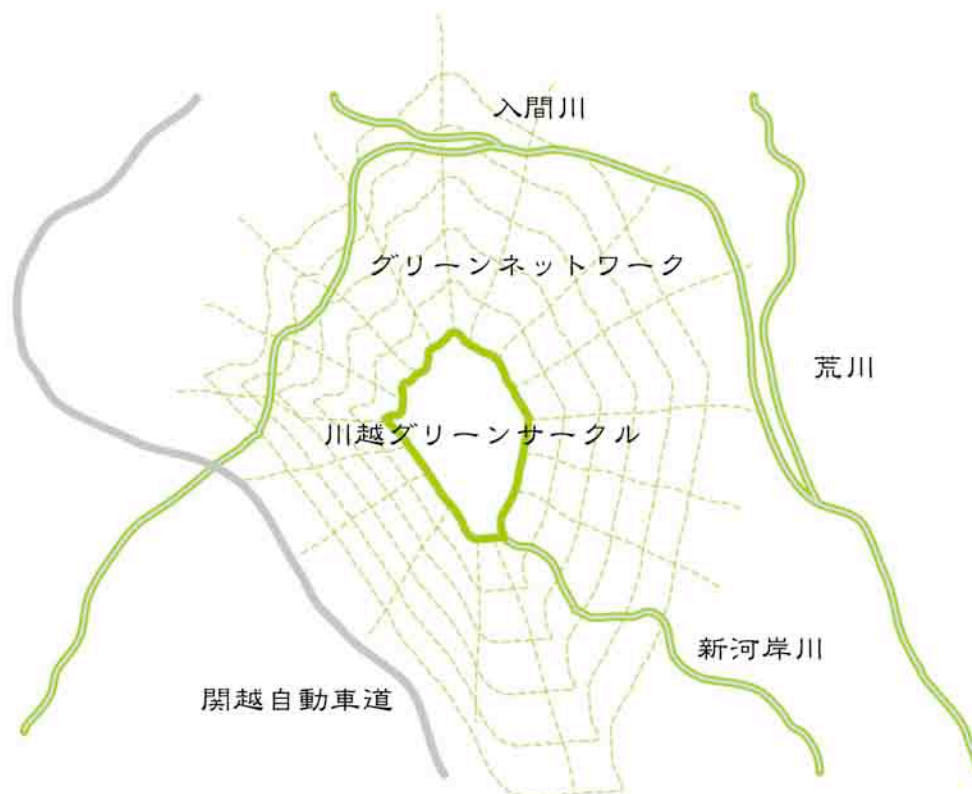 入間川
グリーンネットワーク
荒川
川越グリーンサークル
新河岸川
関越自動車道